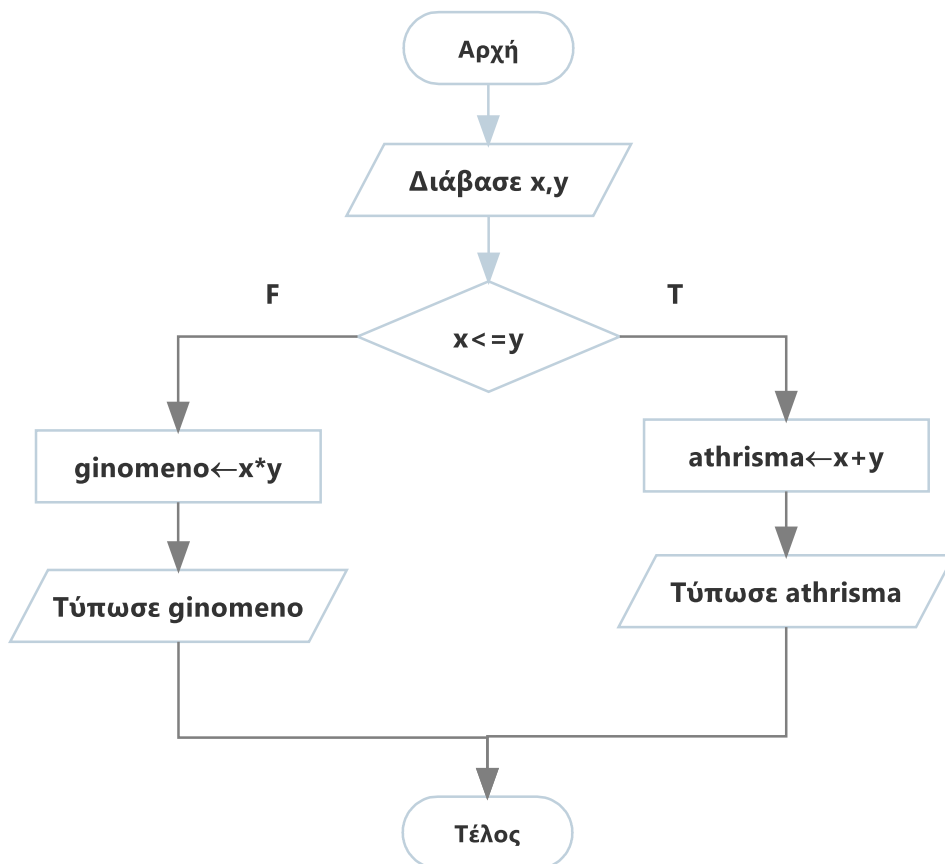 Αρχή
Διάβασε x,y
F
T
x<=y
ginomeno←x*y
athrisma←x+y
Τύπωσε ginomeno
Τύπωσε athrisma
Τέλος